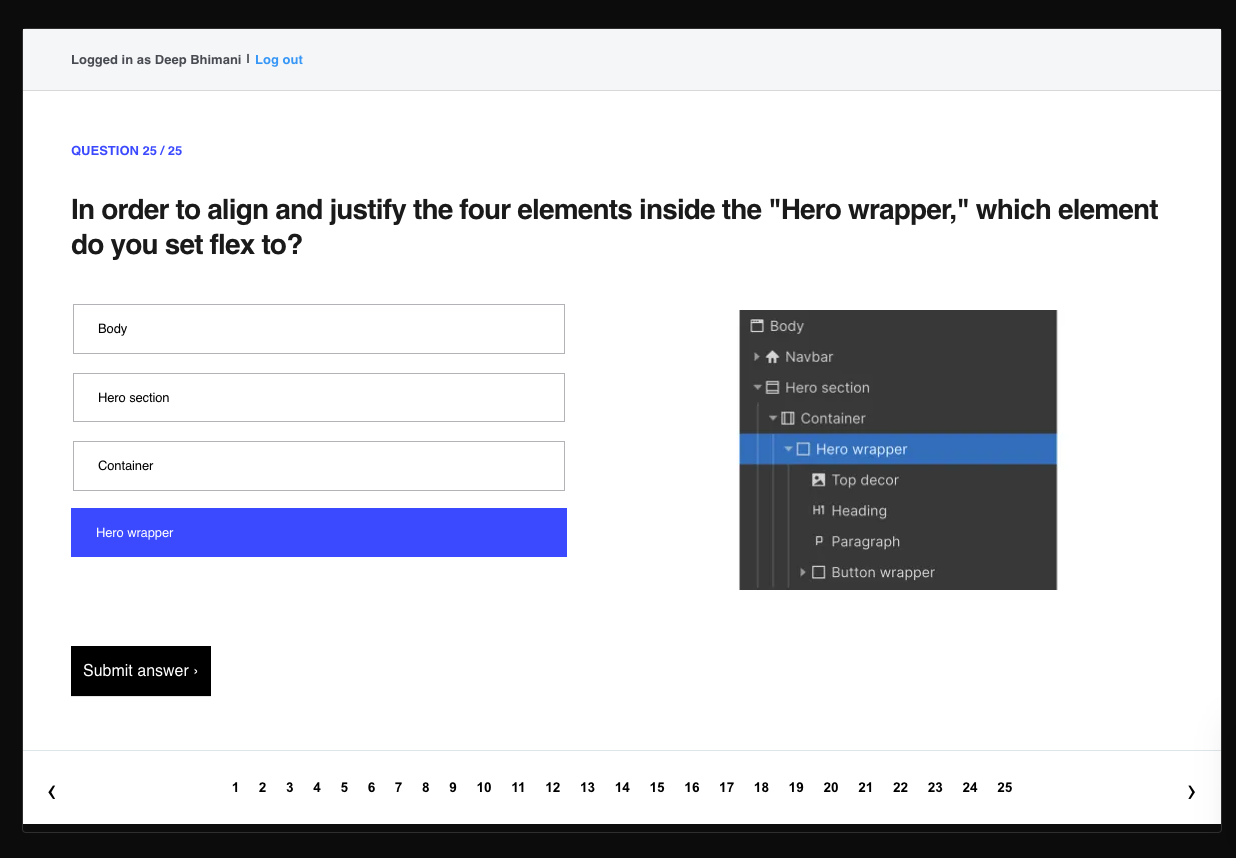 Logged in as Deep Bhimani | Log out
QUESTION 25 / 25
In order to align and justify the four elements inside the "Hero wrapper," which element
do you set flex to?
Body
Hero section
Container
Hero wrapper
Body
Navbar
Hero section
Container
Hero wrapper
Top decor
H1 Heading
P Paragraph
Button wrapper
Submit answer ›
‹ 1 2 3 4 5 6 7 8 9 10 11 12 13 14 15 16 17 18 19 20 21 22 23 24 25 ›